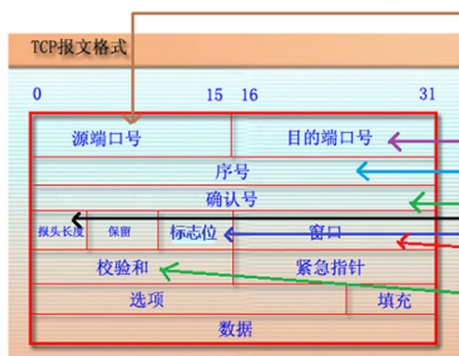 TCP报文格式
0 15 16 31
源端口号 目的端口号
序号
确认号
报头长度 保留 标志位 窗口
校验和 紧急指针
选项 填充
数据